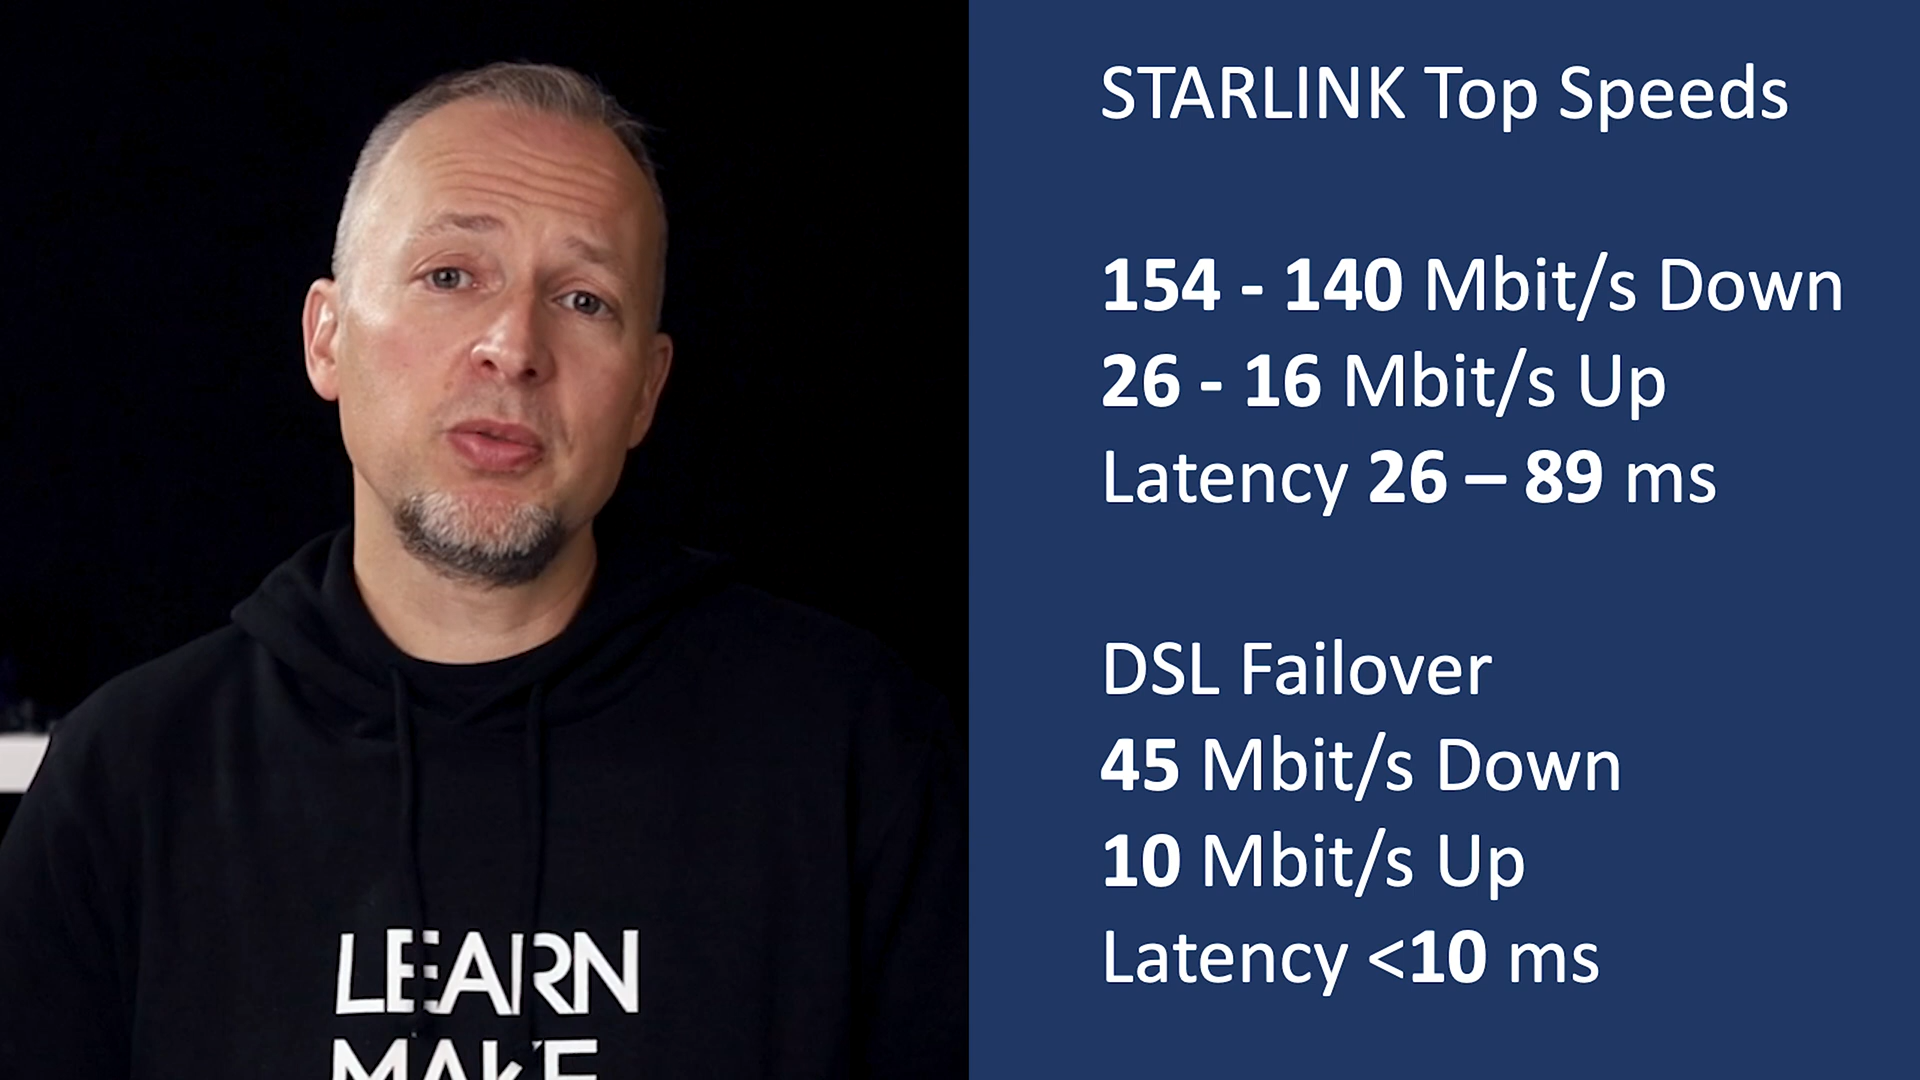 STARLINK Top Speeds
154 - 140 Mbit/s Down
26 - 16 Mbit/s Up
Latency 26 – 89 ms
DSL Failover
45 Mbit/s Down
10 Mbit/s Up
Latency <10 ms
LEARN
MAKE